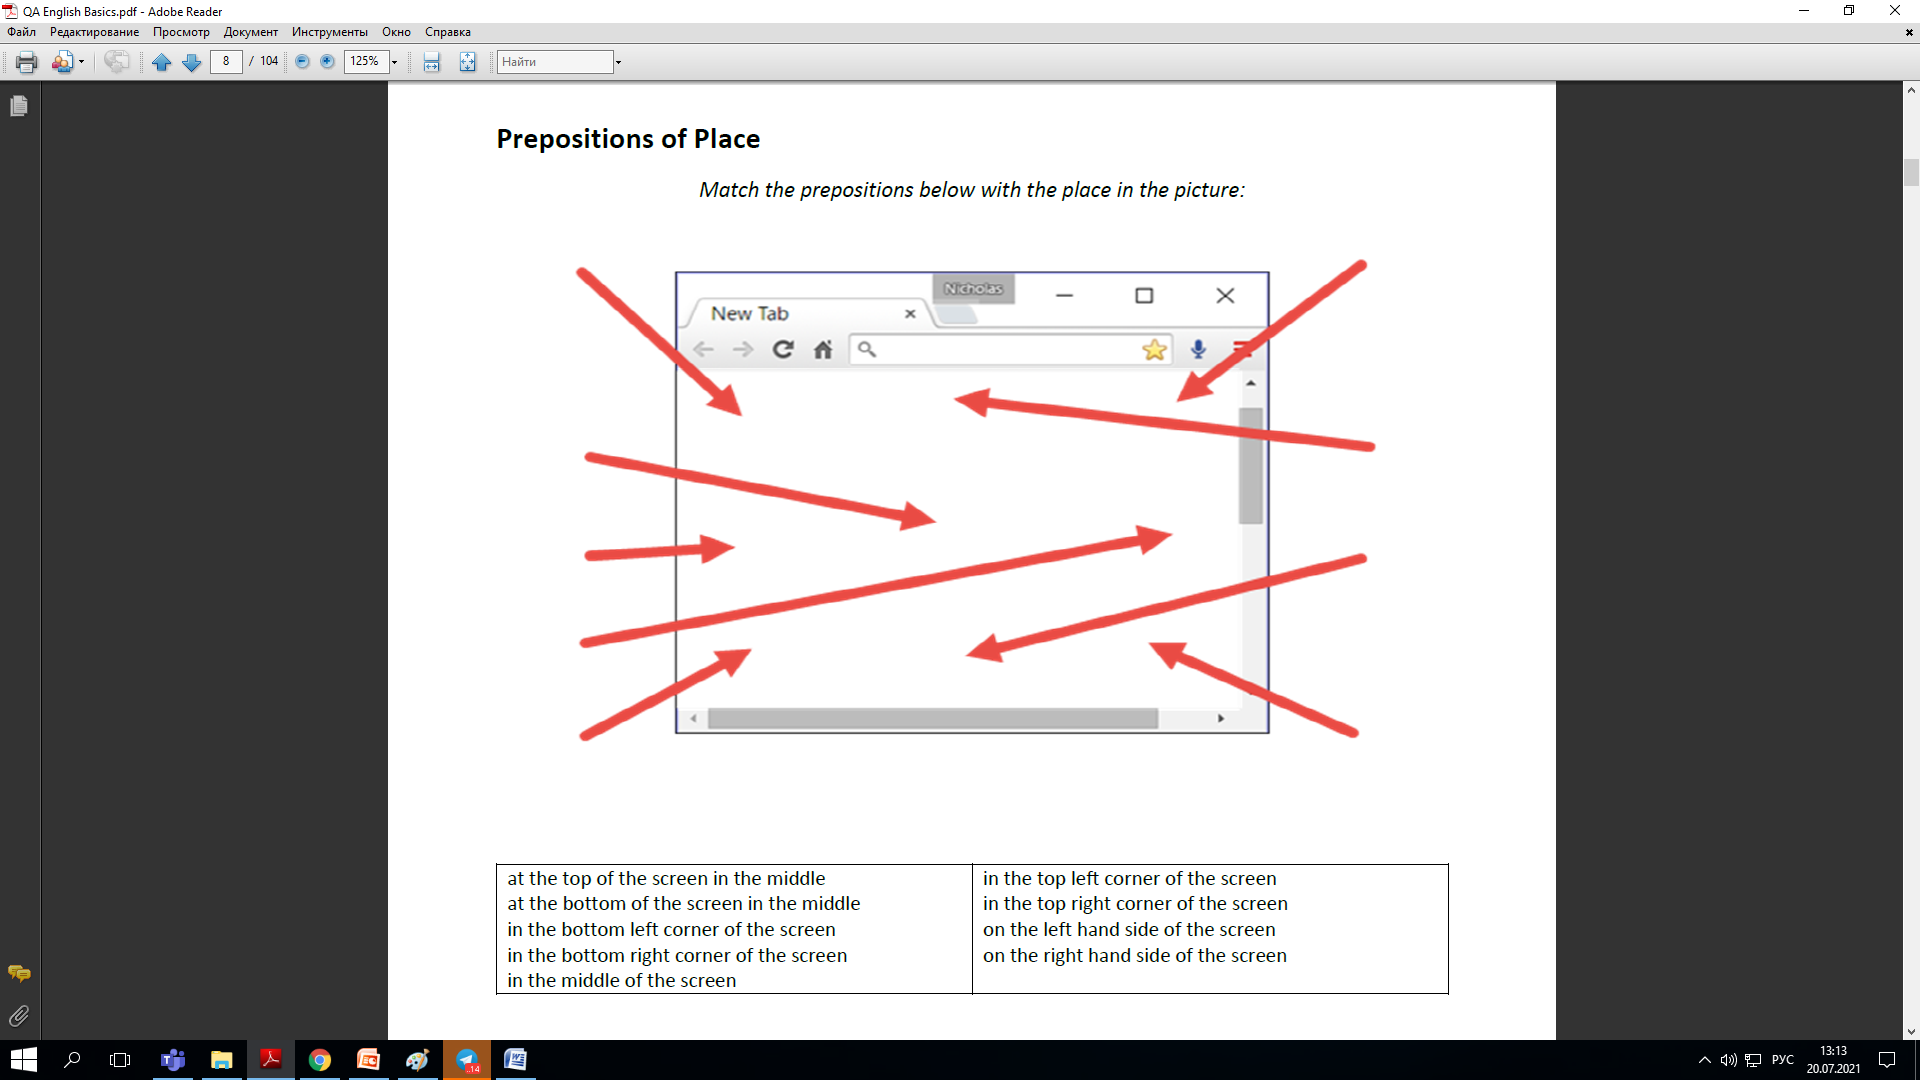 QA English Basics.pdf - Adobe Reader
Файл Редактирование Просмотр Документ Инструменты Окно Справка
8 / 104 125% Найти
Prepositions of Place
Match the prepositions below with the place in the picture:
Nicholas
New Tab
at the top of the screen in the middle
at the bottom of the screen in the middle
in the bottom left corner of the screen
in the bottom right corner of the screen
in the middle of the screen
in the top left corner of the screen
in the top right corner of the screen
on the left hand side of the screen
on the right hand side of the screen
..14
РУС
13:13
20.07.2021